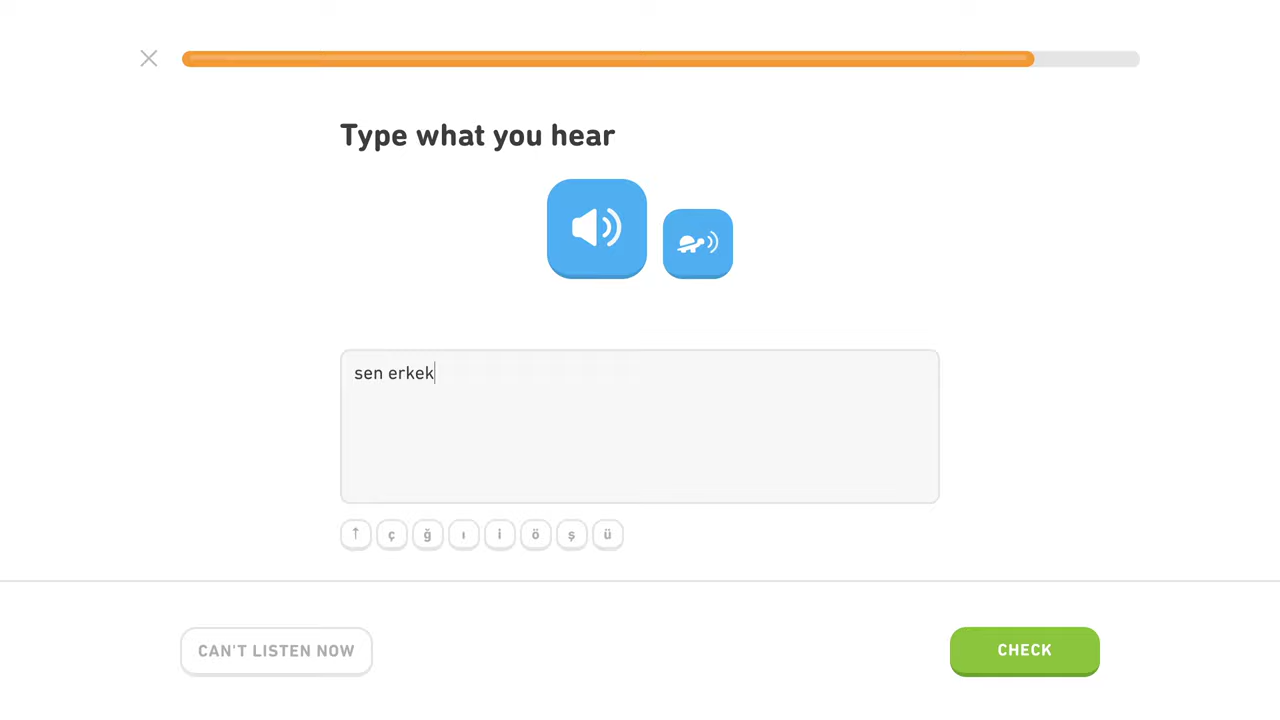 Type what you hear
sen erkek
↑ ç ğ ı i ö ş ü
CAN'T LISTEN NOW
CHECK